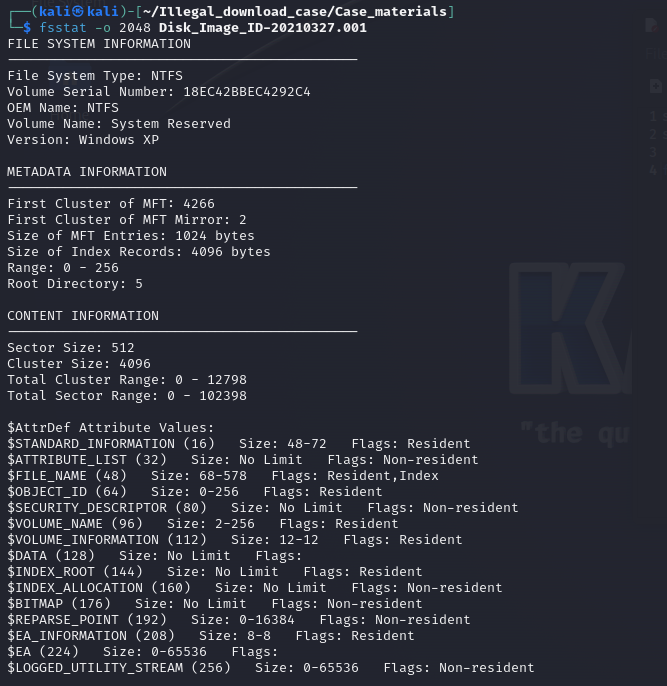 ┌──(kali㉿kali)-[~/Illegal_download_case/Case_materials]
└─$ fsstat -o 2048 Disk_Image_ID-20210327.001
FILE SYSTEM INFORMATION
--------------------------------------------
File System Type: NTFS
Volume Serial Number: 18EC42BBEC4292C4
OEM Name: NTFS
Volume Name: System Reserved
Version: Windows XP

METADATA INFORMATION
--------------------------------------------
First Cluster of MFT: 4266
First Cluster of MFT Mirror: 2
Size of MFT Entries: 1024 bytes
Size of Index Records: 4096 bytes
Range: 0 - 256
Root Directory: 5

CONTENT INFORMATION
--------------------------------------------
Sector Size: 512
Cluster Size: 4096
Total Cluster Range: 0 - 12798
Total Sector Range: 0 - 102398

$AttrDef Attribute Values:
$STANDARD_INFORMATION (16)   Size: 48-72   Flags: Resident
$ATTRIBUTE_LIST (32)   Size: No Limit   Flags: Non-resident
$FILE_NAME (48)   Size: 68-578   Flags: Resident,Index
$OBJECT_ID (64)   Size: 0-256   Flags: Resident
$SECURITY_DESCRIPTOR (80)   Size: No Limit   Flags: Non-resident
$VOLUME_NAME (96)   Size: 2-256   Flags: Resident
$VOLUME_INFORMATION (112)   Size: 12-12   Flags: Resident
$DATA (128)   Size: No Limit   Flags:
$INDEX_ROOT (144)   Size: No Limit   Flags: Resident
$INDEX_ALLOCATION (160)   Size: No Limit   Flags: Non-resident
$BITMAP (176)   Size: No Limit   Flags: Non-resident
$REPARSE_POINT (192)   Size: 0-16384   Flags: Non-resident
$EA_INFORMATION (208)   Size: 8-8   Flags: Resident
$EA (224)   Size: 0-65536   Flags:
$LOGGED_UTILITY_STREAM (256)   Size: 0-65536   Flags: Non-resident
K
"the qu
1
2
3
4